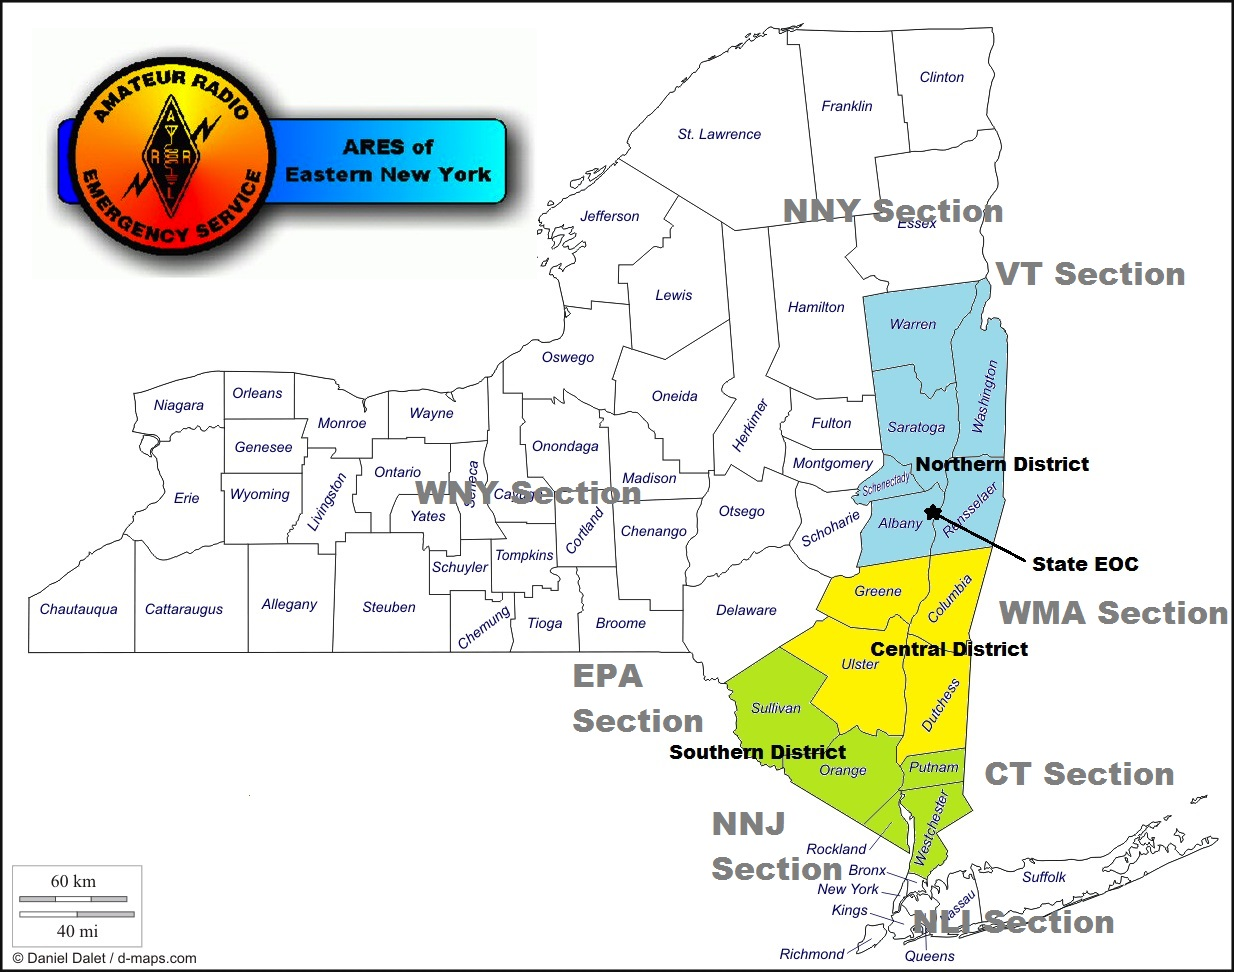 AMATEUR RADIO
EMERGENCY SERVICE
A
R R
L
ARES of
Eastern New York
Clinton
Franklin
St. Lawrence
NNY Section
Jefferson
Essex
VT Section
Lewis
Hamilton
Warren
Oswego
Washington
Orleans
Niagara
Oneida
Herkimer
Wayne
Monroe
Fulton
Saratoga
Genesee
Onondaga
Montgomery
Northern District
Ontario
Seneca
Madison
Schenectady
Erie
Wyoming
Livingston
WNY Section
Cayuga
Otsego
Rensselaer
Yates
Cortland
Chenango
Schoharie
Albany
Tompkins
State EOC
Schuyler
Greene
Columbia
Chautauqua
Cattaraugus
Allegany
Steuben
Chemung
Tioga
Broome
Delaware
WMA Section
Central District
Ulster
EPA
Section
Sullivan
Dutchess
Southern District
Orange
Putnam
CT Section
NNJ
Section
Westchester
Rockland
Bronx
New York
Suffolk
Nassau
Kings
NLI Section
Richmond
Queens
60 km
40 mi
© Daniel Dalet / d-maps.com